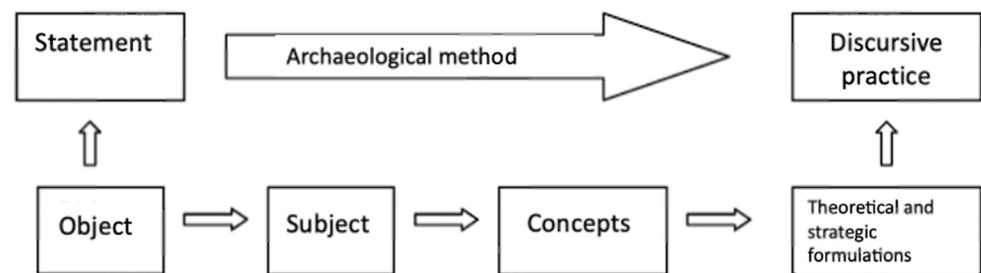 Statement
Archaeological method
Discursive
practice
Object
Subject
Concepts
Theoretical and
strategic
formulations